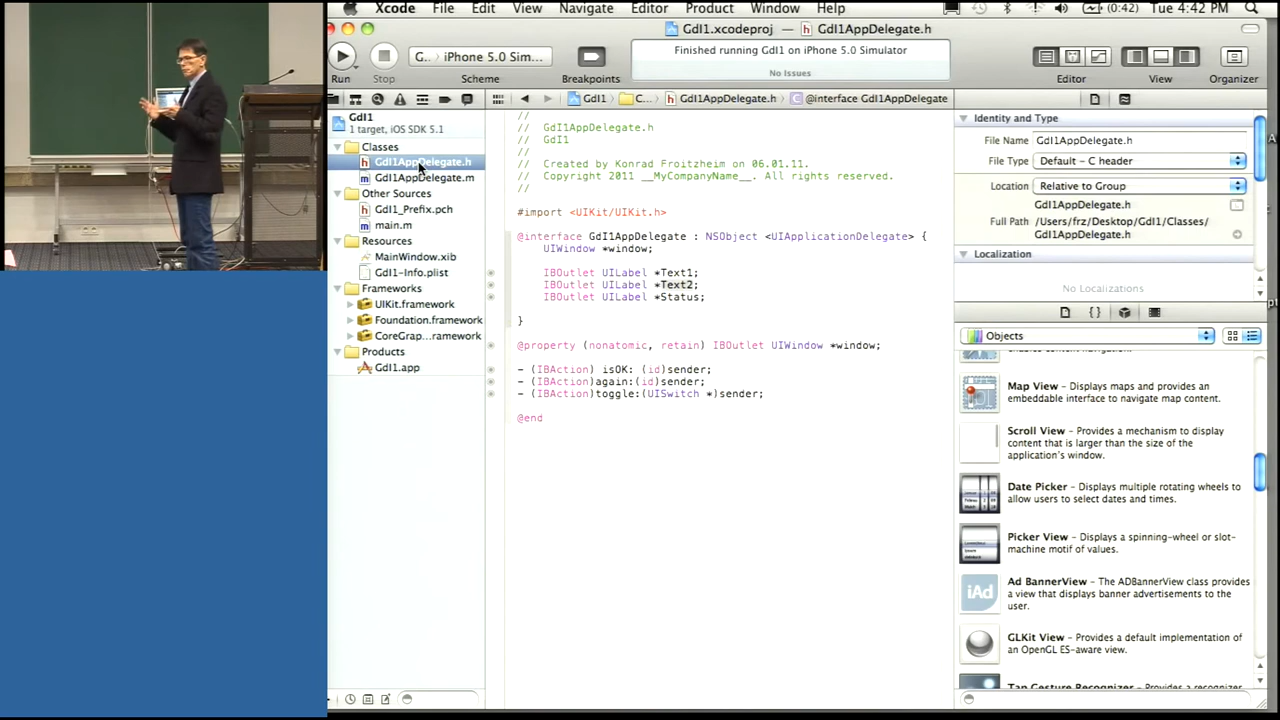 Xcode File Edit View Navigate Editor Product Window Help (0:42) Tue 4:42 PM
GdI1.xcodeproj — GdI1AppDelegate.h
Finished running GdI1 on iPhone 5.0 Simulator
No Issues
G... iPhone 5.0 Sim...
Run Stop Scheme Breakpoints Editor View Organizer
GdI1 C... GdI1AppDelegate.h @interface GdI1AppDelegate
GdI1
1 target, iOS SDK 5.1
Classes
GdI1AppDelegate.h
GdI1AppDelegate.m
Other Sources
GdI1_Prefix.pch
main.m
Resources
MainWindow.xib
GdI1-Info.plist
Frameworks
UIKit.framework
Foundation.framework
CoreGrap...ramework
Products
GdI1.app
//
// GdI1AppDelegate.h
// GdI1
//
// Created by Konrad Froitzheim on 06.01.11.
// Copyright 2011 __MyCompanyName__. All rights reserved.
//
#import <UIKit/UIKit.h>
@interface GdI1AppDelegate : NSObject <UIApplicationDelegate> {
UIWindow *window;
IBOutlet UILabel *Text1;
IBOutlet UILabel *Text2;
IBOutlet UILabel *Status;
}
@property (nonatomic, retain) IBOutlet UIWindow *window;
- (IBAction) isOK: (id)sender;
- (IBAction)again:(id)sender;
- (IBAction)toggle:(UISwitch *)sender;
@end
Identity and Type
File Name GdI1AppDelegate.h
File Type Default - C header
Location Relative to Group
GdI1AppDelegate.h
Full Path /Users/frz/Desktop/GdI1/Classes/
GdI1AppDelegate.h
Localization
No Localizations
{}
Objects
Map View - Displays maps and provides an
embeddable interface to navigate map content.
Scroll View - Provides a mechanism to display
content that is larger than the size of the
application's window.
Date Picker - Displays multiple rotating wheels to
allow users to select dates and times.
Picker View - Displays a spinning-wheel or slot-
machine motif of values.
iAd
Ad BannerView - The ADBannerView class provides
a view that displays banner advertisements to the
user.
GLKit View - Provides a default implementation of
an OpenGL ES-aware view.
Tap Gesture Recognizer - Provides a recognizer